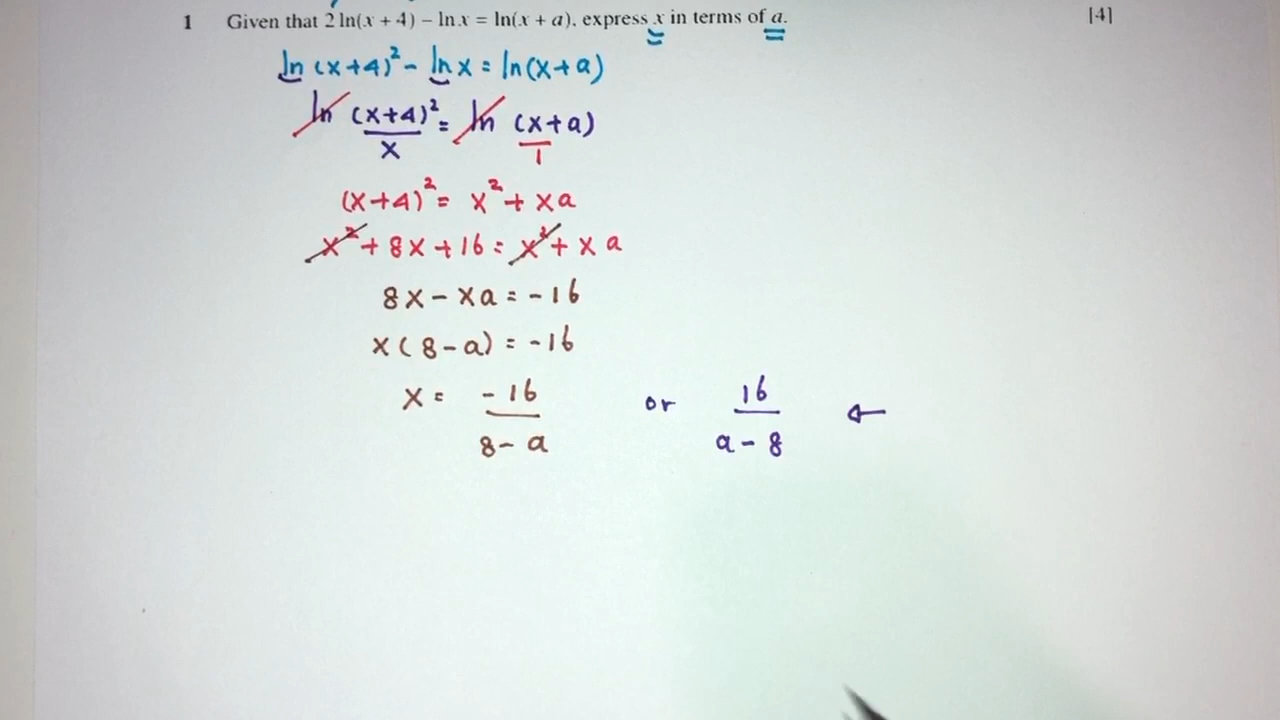 1 Given that 2 ln(x + 4) – ln x = ln(x + a), express x in terms of a. [4]
ln (x+4)² - ln x = ln(x+a)
ln (x+4)²/x = ln (x+a)/1
(x+4)² = x² + xa
x² + 8x + 16 = x² + xa
8x - xa = -16
x(8-a) = -16
x = -16/8-a or 16/a-8 ←